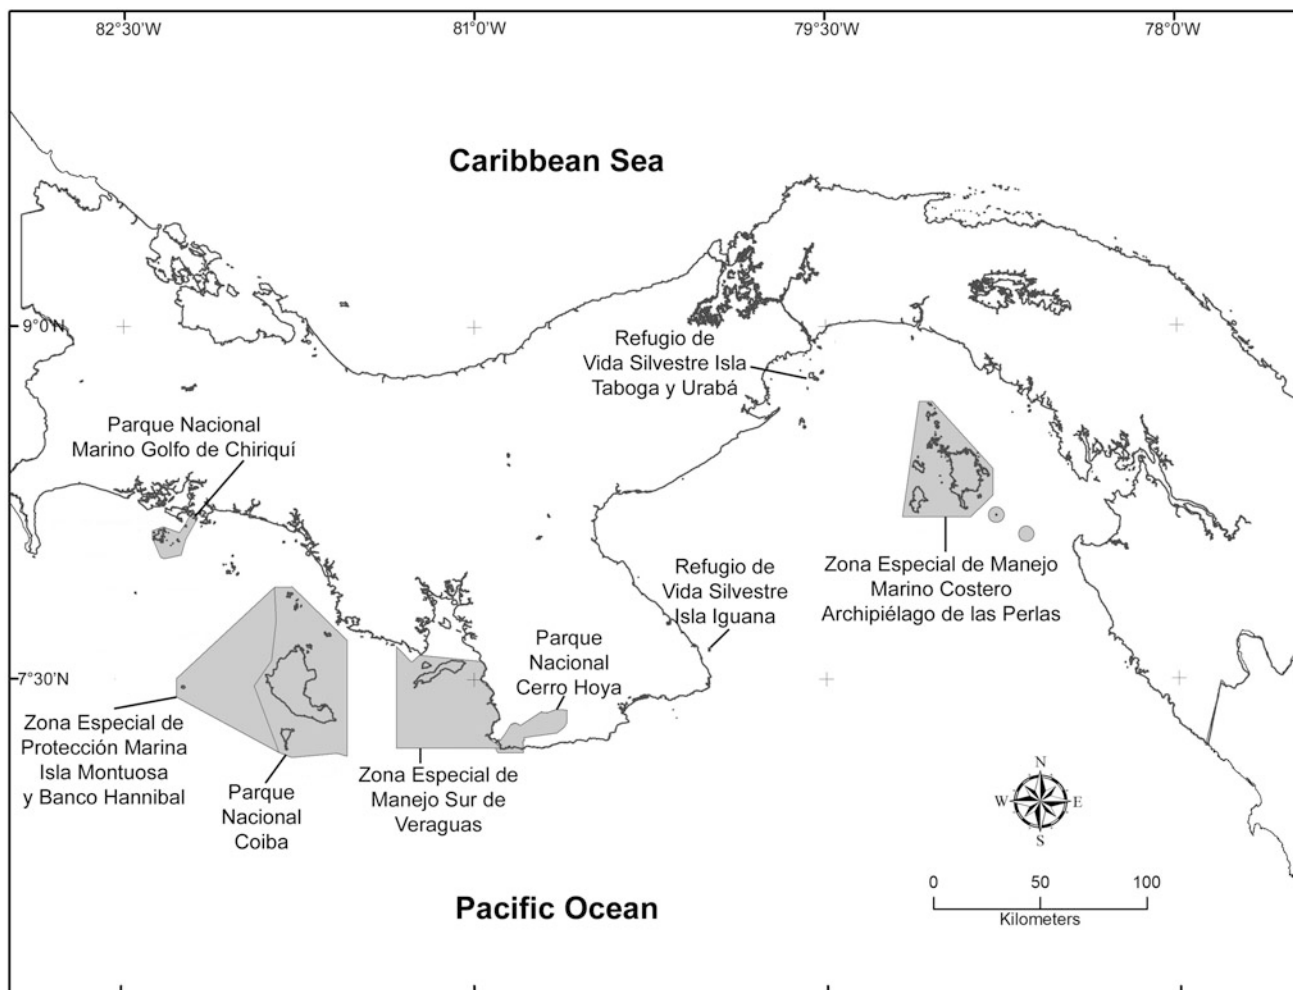 82°30'W
81°0'W
79°30'W
78°0'W
Caribbean Sea
9°0'N
Refugio de
Vida Silvestre Isla
Taboga y Urabá
Parque Nacional
Marino Golfo de Chiriquí
Refugio de
Vida Silvestre
Isla Iguana
Zona Especial de Manejo
Marino Costero
Archipiélago de las Perlas
Parque
Nacional
Cerro Hoya
7°30'N
Zona Especial de
Protección Marina
Isla Montuosa
y Banco Hannibal
Parque
Nacional
Coiba
Zona Especial de
Manejo Sur de
Veraguas
N
W
E
S
0
50
100
Kilometers
Pacific Ocean